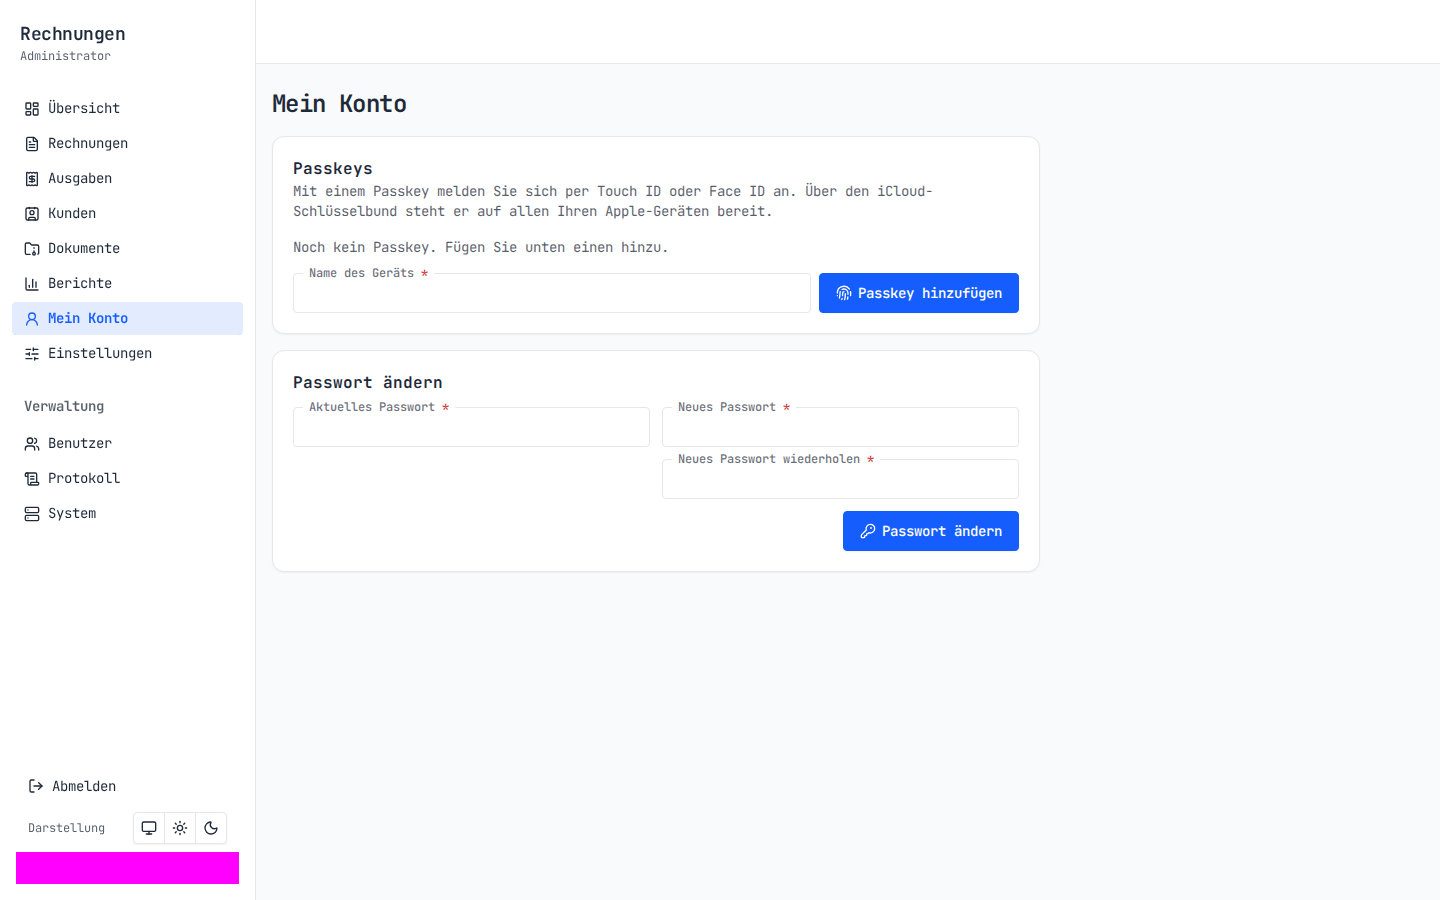 Rechnungen
Administrator
Übersicht
Rechnungen
Ausgaben
Kunden
Dokumente
Berichte
Mein Konto
Einstellungen
Verwaltung
Benutzer
Protokoll
System
Abmelden
Darstellung
Mein Konto
Passkeys
Mit einem Passkey melden Sie sich per Touch ID oder Face ID an. Über den iCloud-
Schlüsselbund steht er auf allen Ihren Apple-Geräten bereit.
Noch kein Passkey. Fügen Sie unten einen hinzu.
Name des Geräts *
Passkey hinzufügen
Passwort ändern
Aktuelles Passwort *
Neues Passwort *
Neues Passwort wiederholen *
Passwort ändern